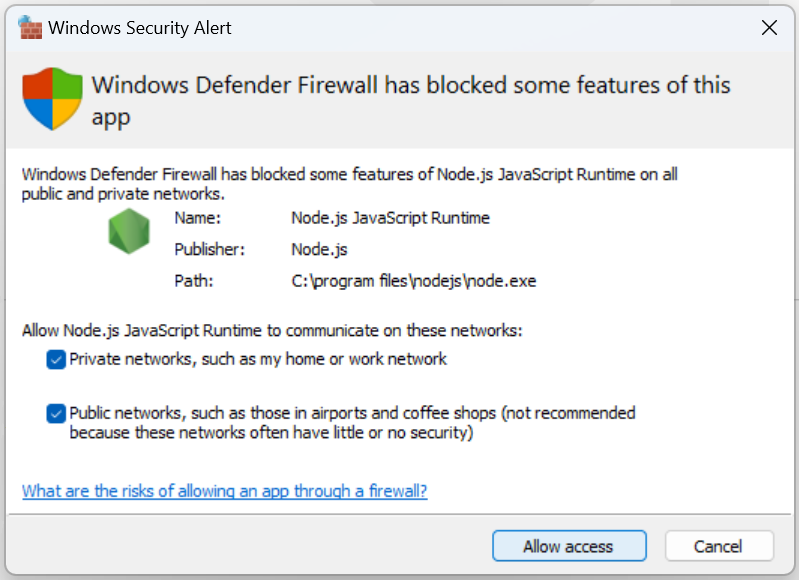 Windows Security Alert
Windows Defender Firewall has blocked some features of this
app
Windows Defender Firewall has blocked some features of Node.js JavaScript Runtime on all
public and private networks.
Name: Node.js JavaScript Runtime
Publisher: Node.js
Path: C:\program files\nodejs\node.exe
Allow Node.js JavaScript Runtime to communicate on these networks:
Private networks, such as my home or work network
Public networks, such as those in airports and coffee shops (not recommended
because these networks often have little or no security)
What are the risks of allowing an app through a firewall?
Allow access Cancel